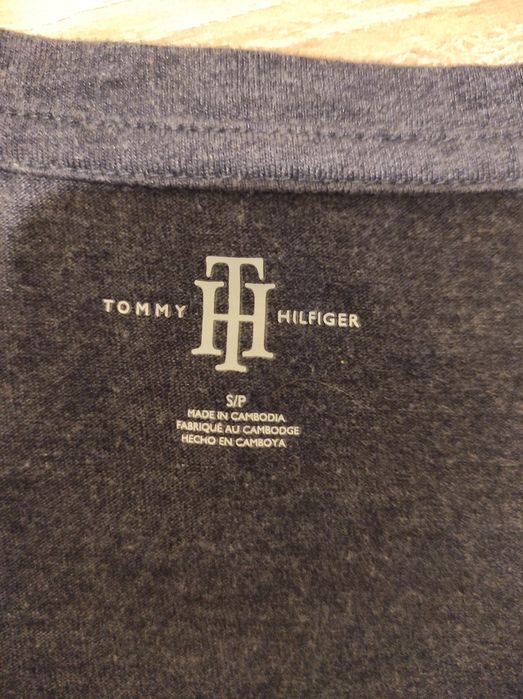 TOMMY TH HILFIGER
S/P
MADE IN CAMBODIA
FABRIQUÉ AU CAMBODGE
HECHO EN CAMBOYA